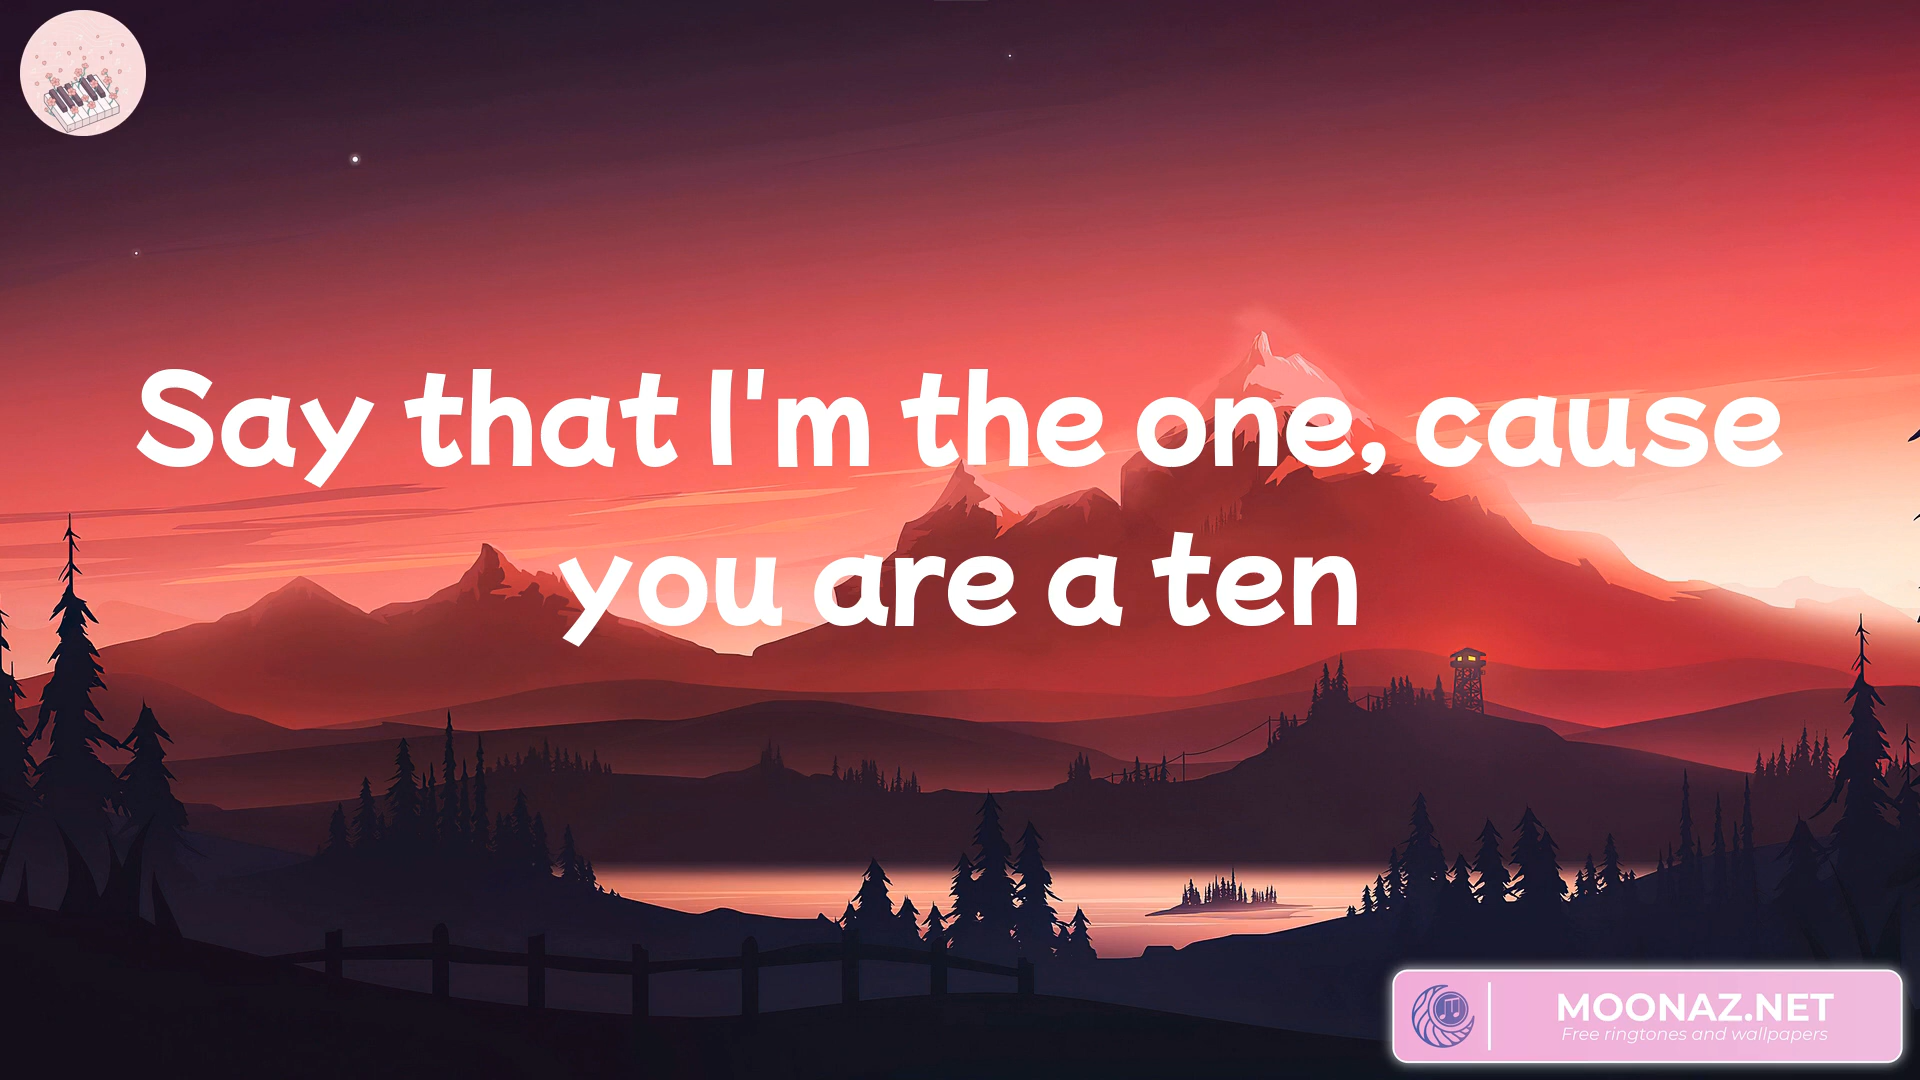 Say that I'm the one, cause
you are a ten
MOONAZ.NET
Free ringtones and wallpapers